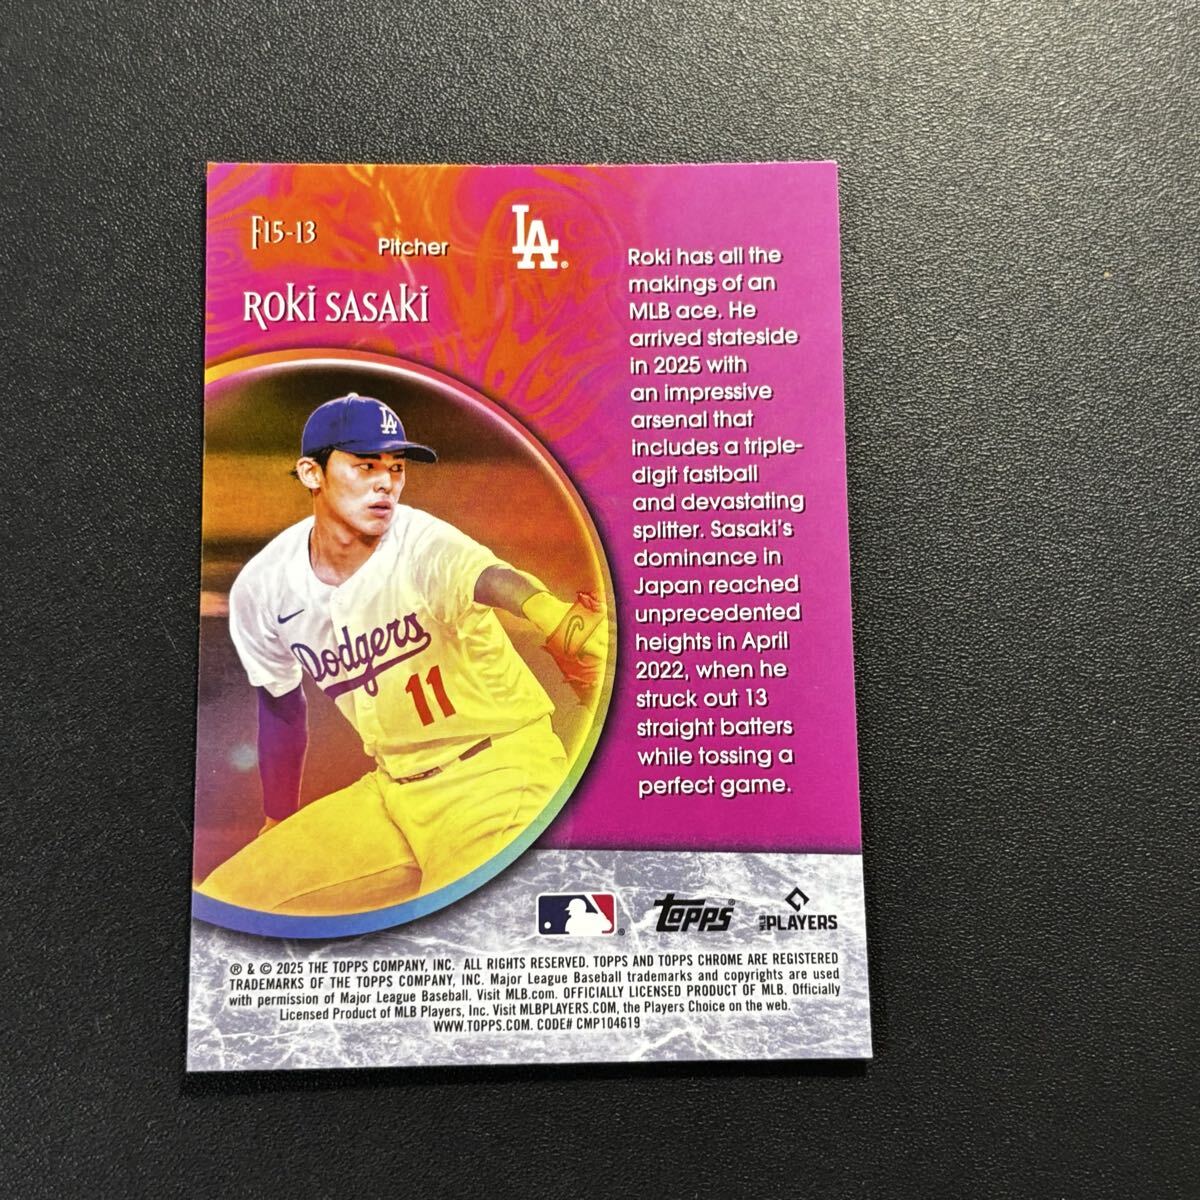 F15-13
Pitcher
LA
ROKI SASAKI
Roki has all the
makings of an
MLB ace. He
arrived stateside
in 2025 with
an impressive
arsenal that
includes a triple-
digit fastball
and devastating
splitter. Sasaki's
dominance in
Japan reached
unprecedented
heights in April
2022, when he
struck out 13
straight batters
while tossing a
perfect game.
LA
Dodgers
11
topps®
MLB PLAYERS
® & © 2025 THE TOPPS COMPANY, INC. ALL RIGHTS RESERVED. TOPPS AND TOPPS CHROME ARE REGISTERED
TRADEMARKS OF THE TOPPS COMPANY, INC. Major League Baseball trademarks and copyrights are used
with permission of Major League Baseball. Visit MLB.com. OFFICIALLY LICENSED PRODUCT OF MLB. Officially
Licensed Product of MLB Players, Inc. Visit MLBPLAYERS.COM, the Players Choice on the web.
WWW.TOPPS.COM. CODE# CMP104619